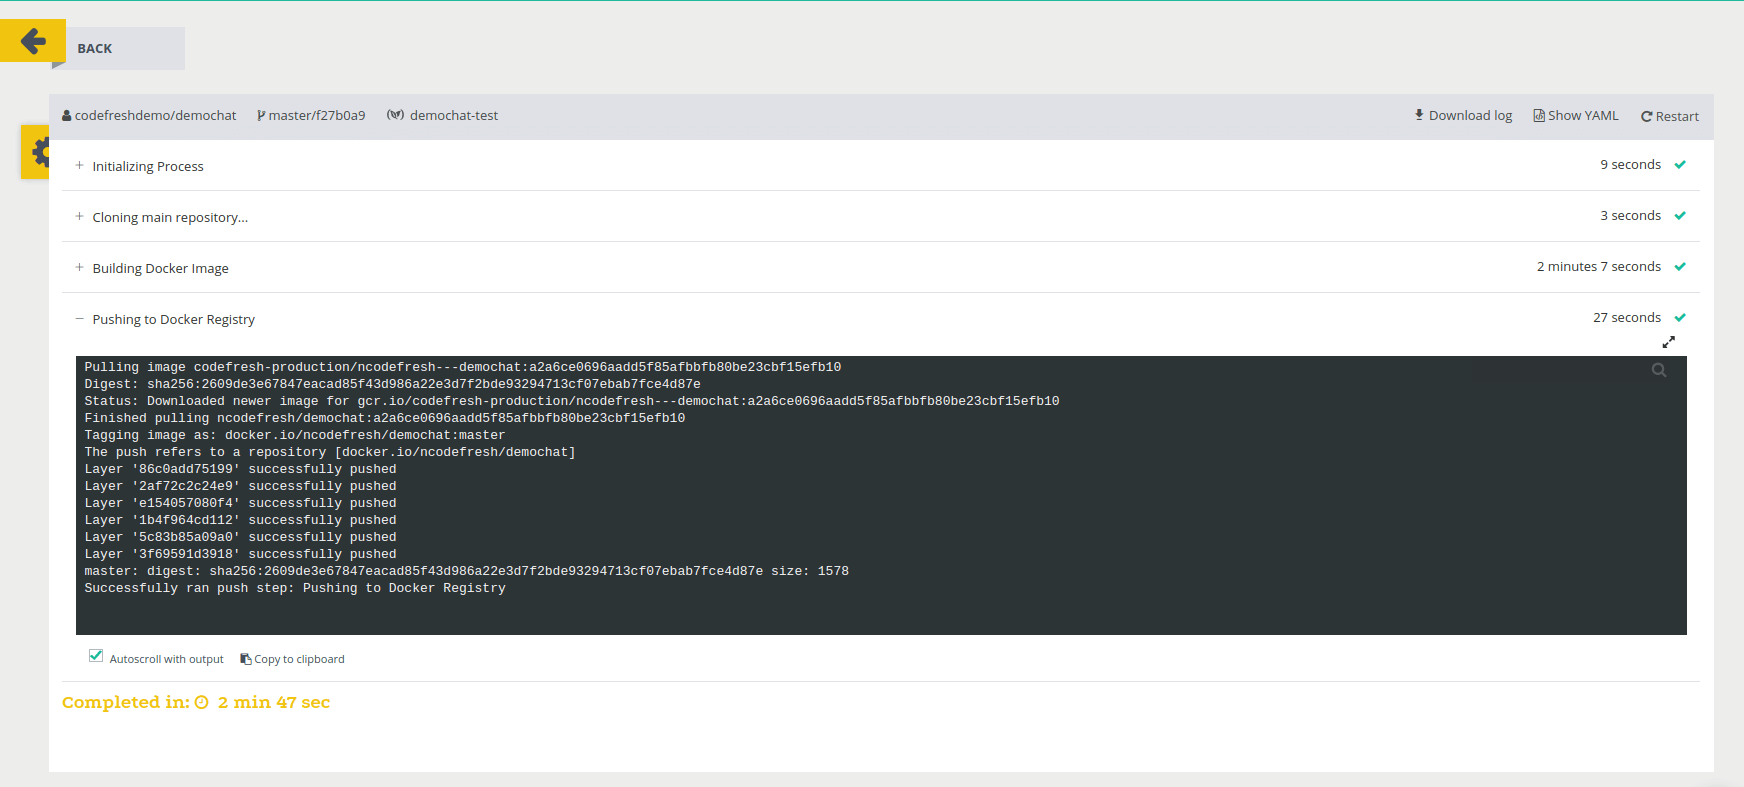 BACK
codefreshdemo/demochat master/f27b0a9 demochat-test Download log Show YAML Restart
+ Initializing Process 9 seconds
+ Cloning main repository... 3 seconds
+ Building Docker Image 2 minutes 7 seconds
− Pushing to Docker Registry 27 seconds
Pulling image codefresh-production/ncodefresh---demochat:a2a6ce0696aadd5f85afbbfb80be23cbf15efb10
Digest: sha256:2609de3e67847eacad85f43d986a22e3d7f2bde93294713cf07ebab7fce4d87e
Status: Downloaded newer image for gcr.io/codefresh-production/ncodefresh---demochat:a2a6ce0696aadd5f85afbbfb80be23cbf15efb10
Finished pulling ncodefresh/demochat:a2a6ce0696aadd5f85afbbfb80be23cbf15efb10
Tagging image as: docker.io/ncodefresh/demochat:master
The push refers to a repository [docker.io/ncodefresh/demochat]
Layer '86c0add75199' successfully pushed
Layer '2af72c2c24e9' successfully pushed
Layer 'e154057080f4' successfully pushed
Layer '1b4f964cd112' successfully pushed
Layer '5c83b85a09a0' successfully pushed
Layer '3f69591d3918' successfully pushed
master: digest: sha256:2609de3e67847eacad85f43d986a22e3d7f2bde93294713cf07ebab7fce4d87e size: 1578
Successfully ran push step: Pushing to Docker Registry
Autoscroll with output Copy to clipboard
Completed in: 2 min 47 sec